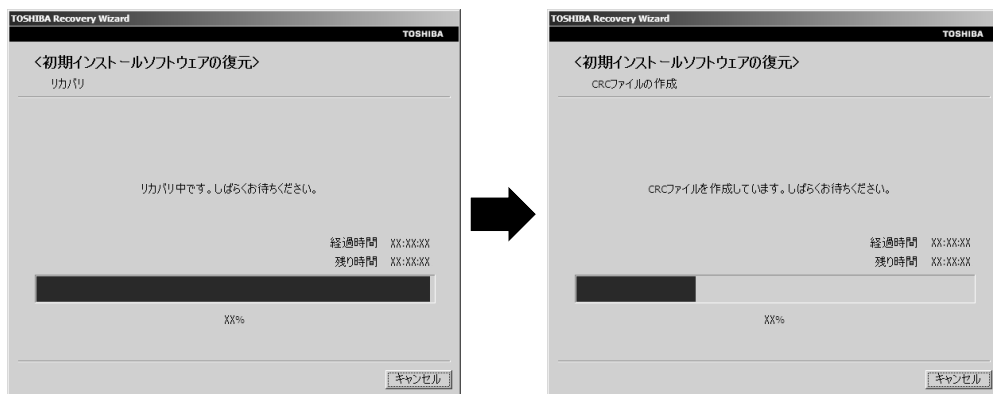 TOSHIBA Recovery Wizard
TOSHIBA
<初期インストールソフトウェアの復元>
リカバリ
リカバリ中です。しばらくお待ちください。
経過時間 XX:XX:XX
残り時間 XX:XX:XX
XX%
キャンセル
TOSHIBA Recovery Wizard
TOSHIBA
<初期インストールソフトウェアの復元>
CRCファイルの作成
CRCファイルを作成しています。しばらくお待ちください。
経過時間 XX:XX:XX
残り時間 XX:XX:XX
XX%
キャンセル